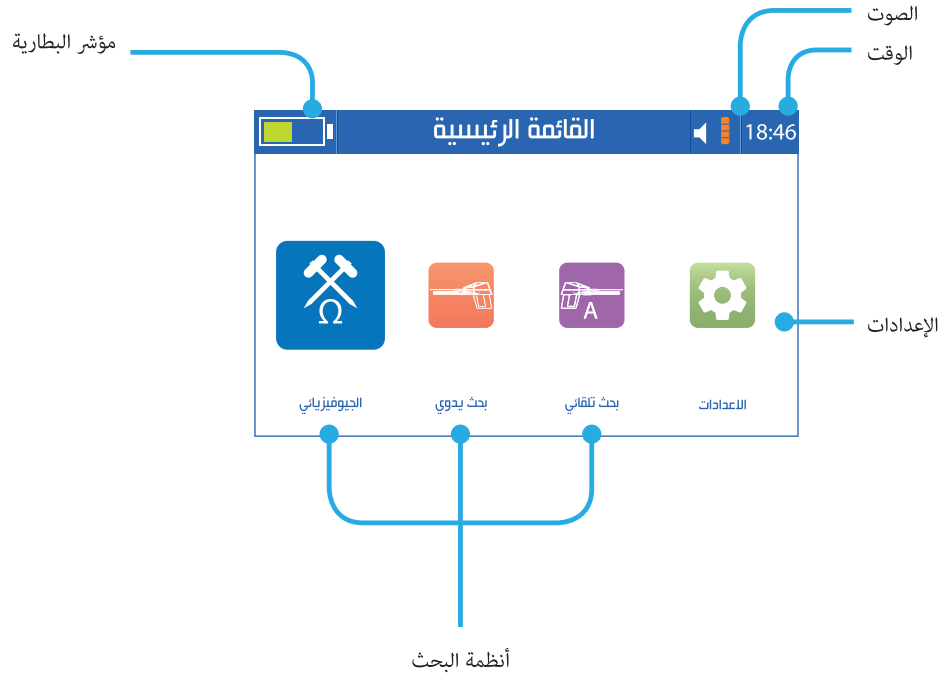 الصوت
الوقت
مؤشر البطارية
18:46
القائمة الرئيسية
A
Ω
الإعدادات
الاعدادات
بحث تلقائي
بحث يدوي
الجيوفيزيائي
أنظمة البحث